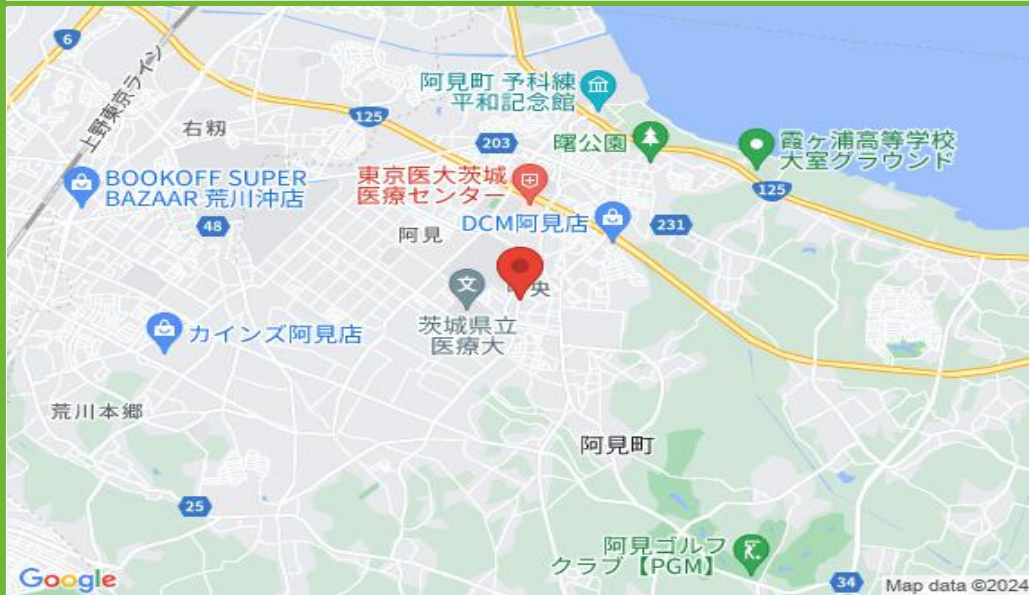 6
上野東京ライン
125
右籾
阿見町 予科練
平和記念館
203
曙公園
霞ヶ浦高等学校
大室グラウンド
125
BOOKOFF SUPER
BAZAAR 荒川沖店
東京医大茨城
医療センター
48
阿見
DCM阿見店
231
文
中央
茨城県立
医療大
カインズ阿見店
荒川本郷
阿見町
25
阿見ゴルフ
クラブ【PGM】
34
Google
Map data ©2024